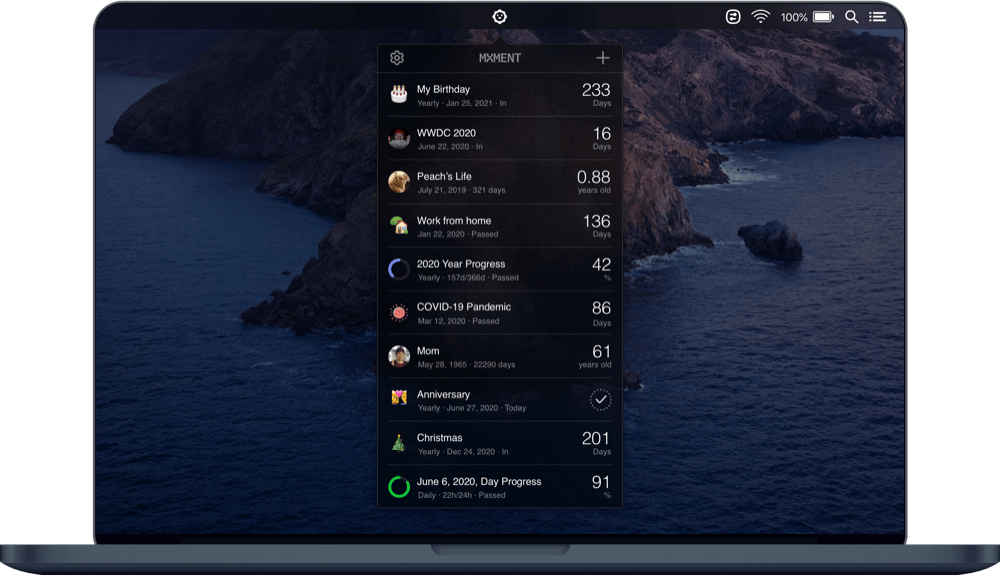 100%
MXMENT
My Birthday
Yearly · Jan 25, 2021 · In
233
Days
WWDC 2020
June 22, 2020 · In
16
Days
Peach's Life
July 21, 2019 · 321 days
0.88
years old
Work from home
Jan 22, 2020 · Passed
136
Days
2020 Year Progress
Yearly · 157d/366d · Passed
42
%
COVID-19 Pandemic
Mar 12, 2020 · Passed
86
Days
Mom
May 28, 1965 · 22290 days
61
years old
Anniversary
Yearly · June 27, 2020 · Today
Christmas
Yearly · Dec 24, 2020 · In
201
Days
June 6, 2020, Day Progress
Daily · 22h/24h · Passed
91
%